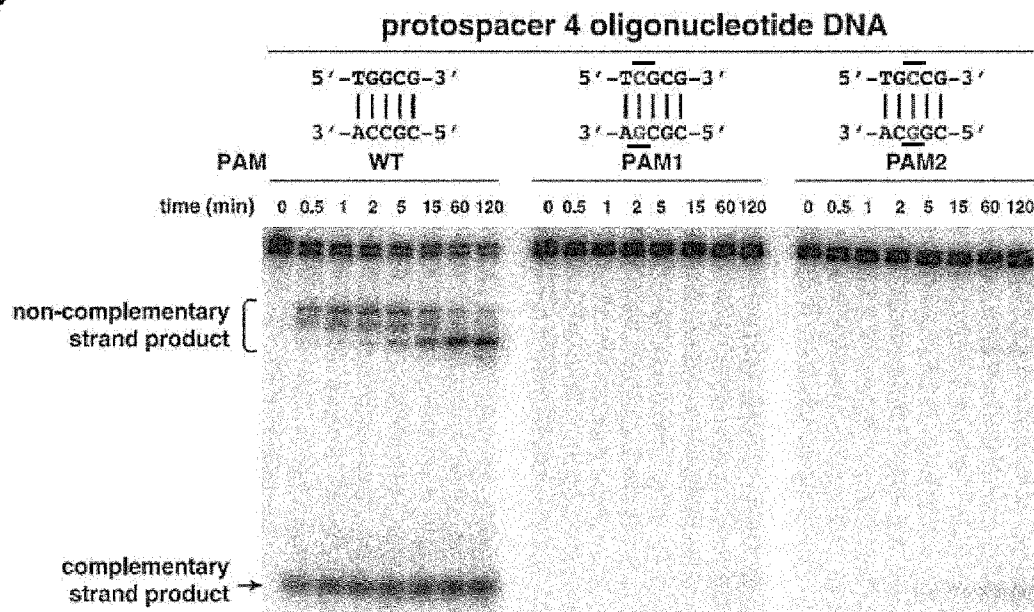 protospacer 4 oligonucleotide DNA
5′-TGGCG-3′ 5′-TCGCG-3′ 5′-TGCCG-3′
3′-ACCGC-5′ 3′-AGCGC-5′ 3′-ACGGC-5′
PAM WT PAM1 PAM2
time (min) 0 0.5 1 2 5 15 60 120 0 0.5 1 2 5 15 60 120 0 0.5 1 2 5 15 60 120
non-complementary
strand product
complementary
strand product